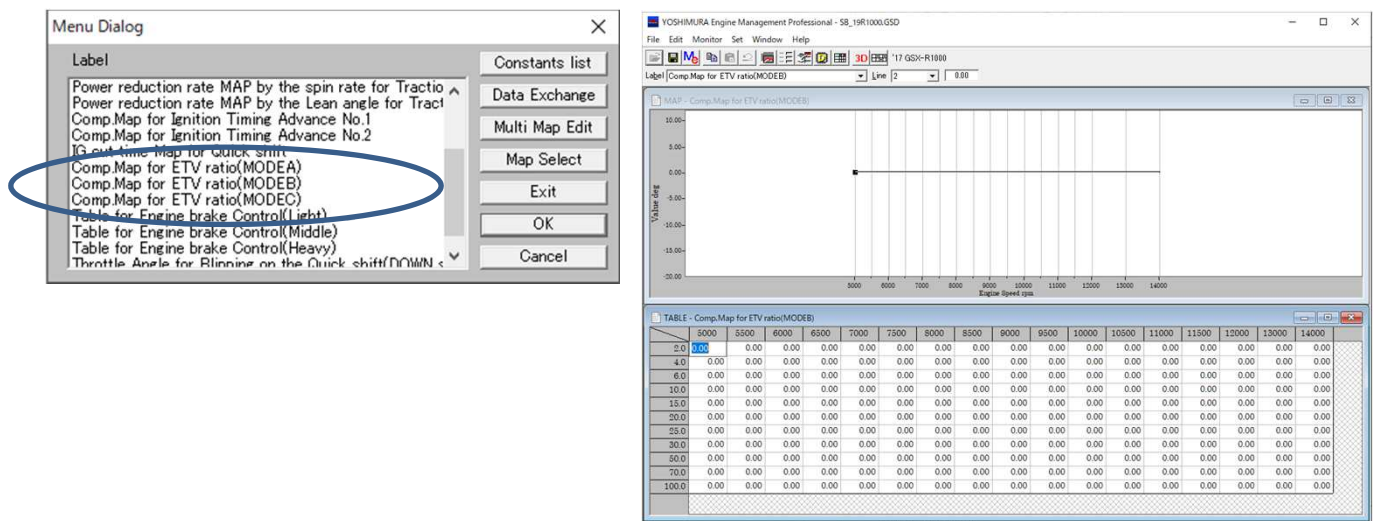 Menu Dialog
Label
Power reduction rate MAP by the spin rate for Tractio
Power reduction rate MAP by the Lean angle for Tract
Comp.Map for Ignition Timing Advance No.1
Comp.Map for Ignition Timing Advance No.2
IG cut time Map for Quick shift
Comp.Map for ETV ratio(MODEA)
Comp.Map for ETV ratio(MODEB)
Comp.Map for ETV ratio(MODEC)
Table for Engine brake Control(Light)
Table for Engine brake Control(Middle)
Table for Engine brake Control(Heavy)
Throttle Angle for Blipping on the Quick shift(DOWN s
Constants list
Data Exchange
Multi Map Edit
Map Select
Exit
OK
Cancel
YOSHIMURA Engine Management Professional - SB_19R1000.GSD
File Edit Monitor Set Window Help
3D '17 GSX-R1000
Label Comp.Map for ETV ratio(MODEB) Line 2 0.00
MAP - Comp.Map for ETV ratio(MODEB)
10.00
5.00
0.00
-5.00
-10.00
-15.00
-20.00
Value deg
5000 6000 7000 8000 9000 10000 11000 12000 13000 14000
Engine Speed rpm
TABLE - Comp.Map for ETV ratio(MODEB)
5000 5500 6000 6500 7000 7500 8000 8500 9000 9500 10000 10500 11000 11500 12000 13000 14000
2.0 0.00 0.00 0.00 0.00 0.00 0.00 0.00 0.00 0.00 0.00 0.00 0.00 0.00 0.00 0.00 0.00 0.00
4.0 0.00 0.00 0.00 0.00 0.00 0.00 0.00 0.00 0.00 0.00 0.00 0.00 0.00 0.00 0.00 0.00 0.00
6.0 0.00 0.00 0.00 0.00 0.00 0.00 0.00 0.00 0.00 0.00 0.00 0.00 0.00 0.00 0.00 0.00 0.00
10.0 0.00 0.00 0.00 0.00 0.00 0.00 0.00 0.00 0.00 0.00 0.00 0.00 0.00 0.00 0.00 0.00 0.00
15.0 0.00 0.00 0.00 0.00 0.00 0.00 0.00 0.00 0.00 0.00 0.00 0.00 0.00 0.00 0.00 0.00 0.00
20.0 0.00 0.00 0.00 0.00 0.00 0.00 0.00 0.00 0.00 0.00 0.00 0.00 0.00 0.00 0.00 0.00 0.00
25.0 0.00 0.00 0.00 0.00 0.00 0.00 0.00 0.00 0.00 0.00 0.00 0.00 0.00 0.00 0.00 0.00 0.00
30.0 0.00 0.00 0.00 0.00 0.00 0.00 0.00 0.00 0.00 0.00 0.00 0.00 0.00 0.00 0.00 0.00 0.00
50.0 0.00 0.00 0.00 0.00 0.00 0.00 0.00 0.00 0.00 0.00 0.00 0.00 0.00 0.00 0.00 0.00 0.00
70.0 0.00 0.00 0.00 0.00 0.00 0.00 0.00 0.00 0.00 0.00 0.00 0.00 0.00 0.00 0.00 0.00 0.00
100.0 0.00 0.00 0.00 0.00 0.00 0.00 0.00 0.00 0.00 0.00 0.00 0.00 0.00 0.00 0.00 0.00 0.00